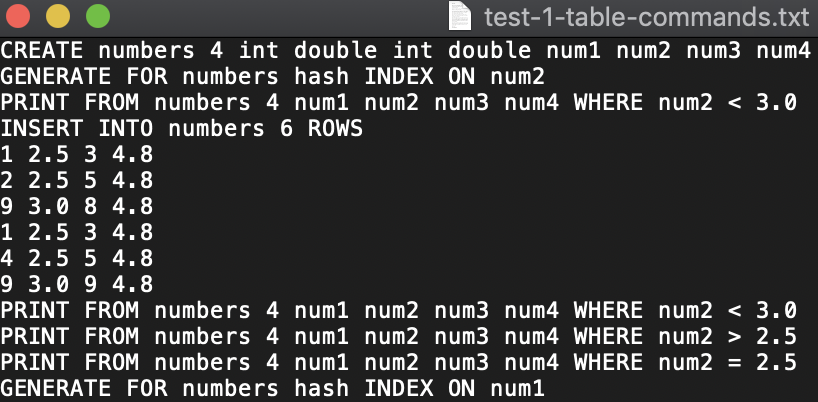 test-1-table-commands.txt
CREATE numbers 4 int double int double num1 num2 num3 num4
GENERATE FOR numbers hash INDEX ON num2
PRINT FROM numbers 4 num1 num2 num3 num4 WHERE num2 < 3.0
INSERT INTO numbers 6 ROWS
1 2.5 3 4.8
2 2.5 5 4.8
9 3.0 8 4.8
1 2.5 3 4.8
4 2.5 5 4.8
9 3.0 9 4.8
PRINT FROM numbers 4 num1 num2 num3 num4 WHERE num2 < 3.0
PRINT FROM numbers 4 num1 num2 num3 num4 WHERE num2 > 2.5
PRINT FROM numbers 4 num1 num2 num3 num4 WHERE num2 = 2.5
GENERATE FOR numbers hash INDEX ON num1